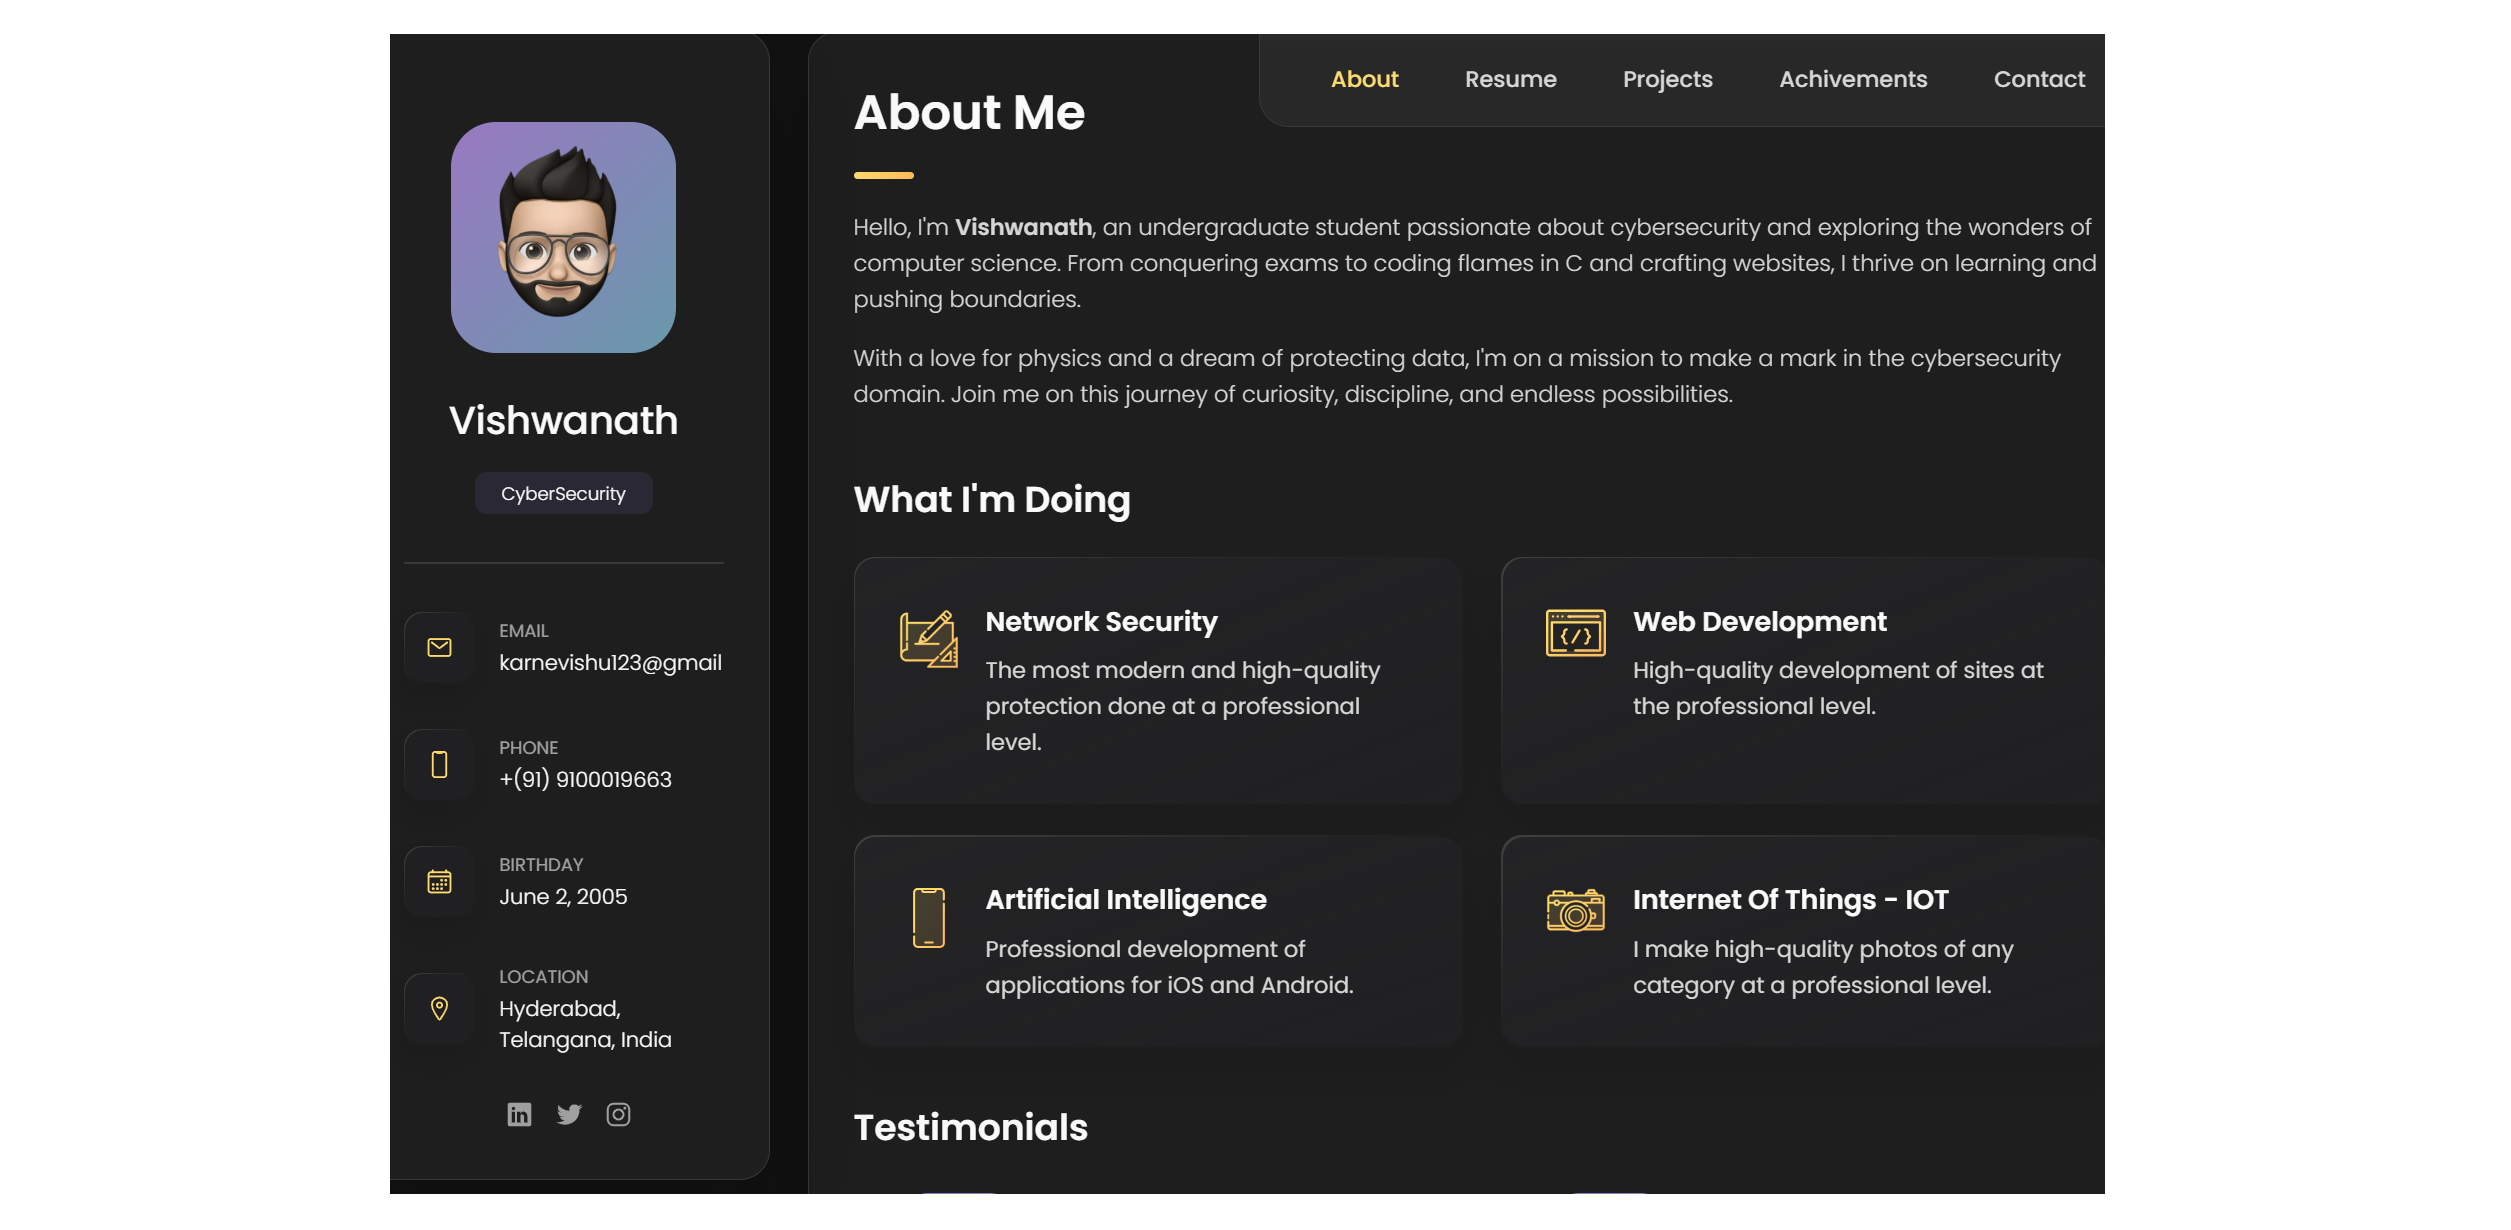 Vishwanath
CyberSecurity
EMAIL
karnevishu123@gmail
PHONE
+(91) 9100019663
BIRTHDAY
June 2, 2005
LOCATION
Hyderabad,
Telangana, India
About
Resume
Projects
Achivements
Contact
About Me
Hello, I'm Vishwanath, an undergraduate student passionate about cybersecurity and exploring the wonders of
computer science. From conquering exams to coding flames in C and crafting websites, I thrive on learning and
pushing boundaries.
With a love for physics and a dream of protecting data, I'm on a mission to make a mark in the cybersecurity
domain. Join me on this journey of curiosity, discipline, and endless possibilities.
What I'm Doing
Network Security
The most modern and high-quality
protection done at a professional
level.
Web Development
High-quality development of sites at
the professional level.
Artificial Intelligence
Professional development of
applications for iOS and Android.
Internet Of Things - IOT
I make high-quality photos of any
category at a professional level.
Testimonials